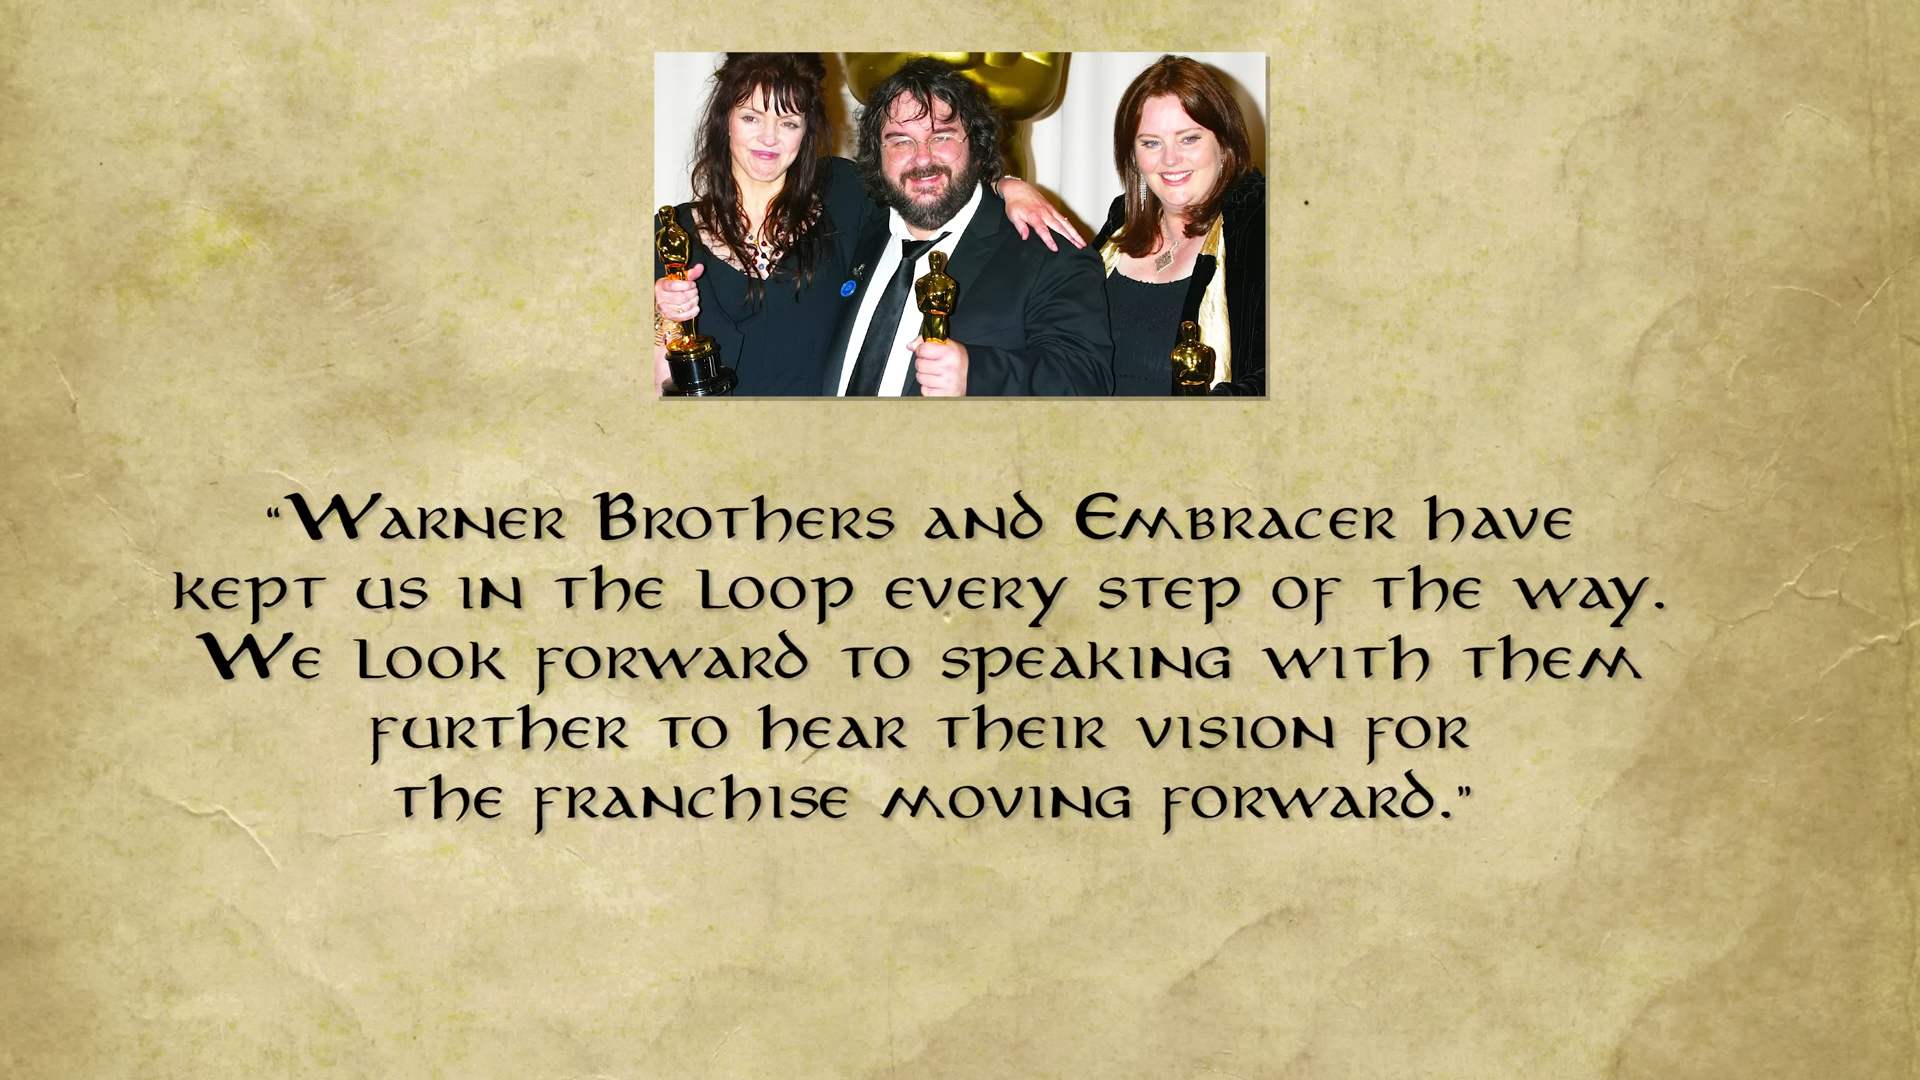 “Warner Brothers and Embracer have
kept us in the loop every step of the way.
We look forward to speaking with them
further to hear their vision for
the franchise moving forward.”